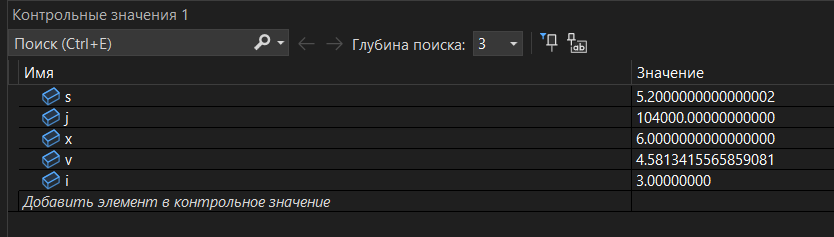 Контрольные значения 1
Поиск (Ctrl+E) Глубина поиска: 3
Имя Значение
s 5.2000000000000002
j 104000.00000000000
x 6.0000000000000000
v 4.5813415565859081
i 3.00000000
Добавить элемент в контрольное значение